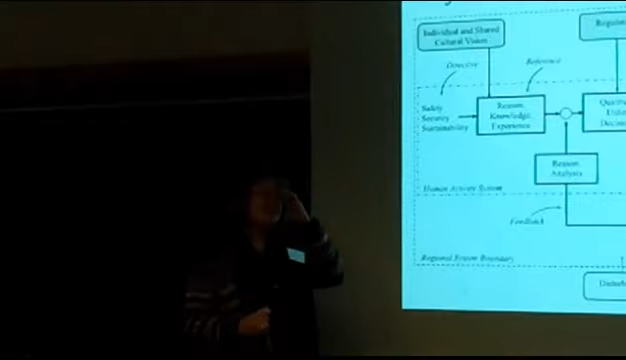 Individual and Shared
Cultural Vision
Directive
Reference
Safety
Security
Sustainability
Reason
Knowledge
Experience
Reason
Analysis
Human Activity System
Feedback
Regional System Boundary